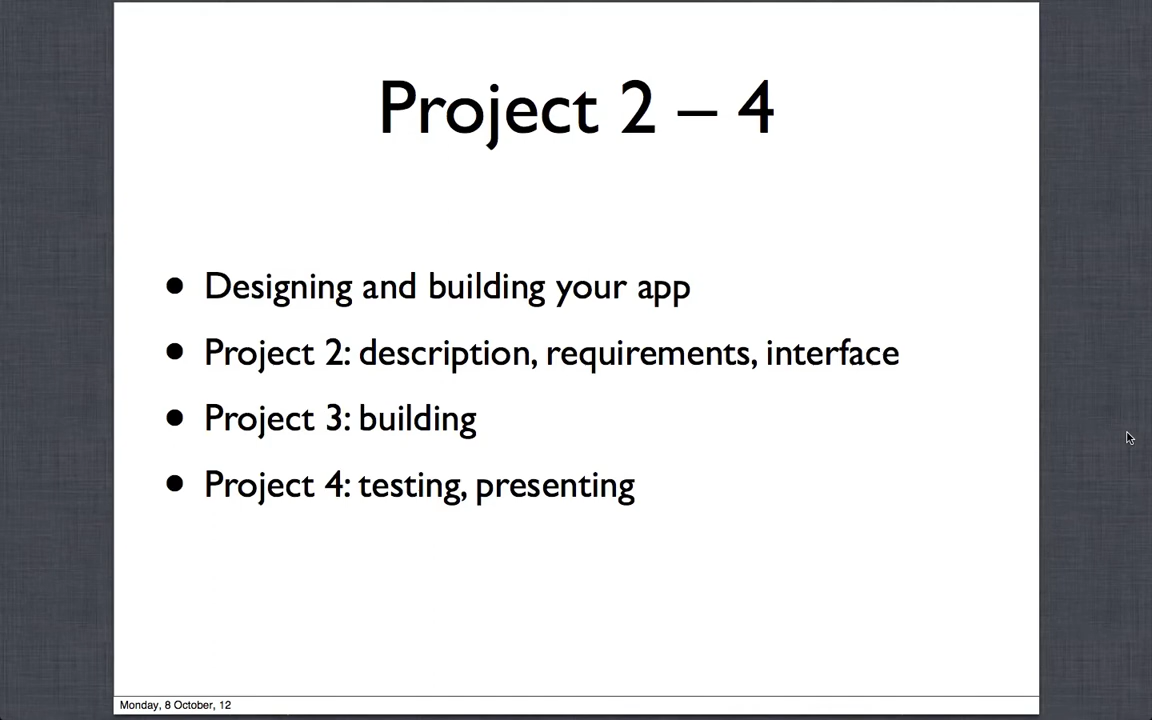 Project 2 – 4
• Designing and building your app
• Project 2: description, requirements, interface
• Project 3: building
• Project 4: testing, presenting
Monday, 8 October, 12